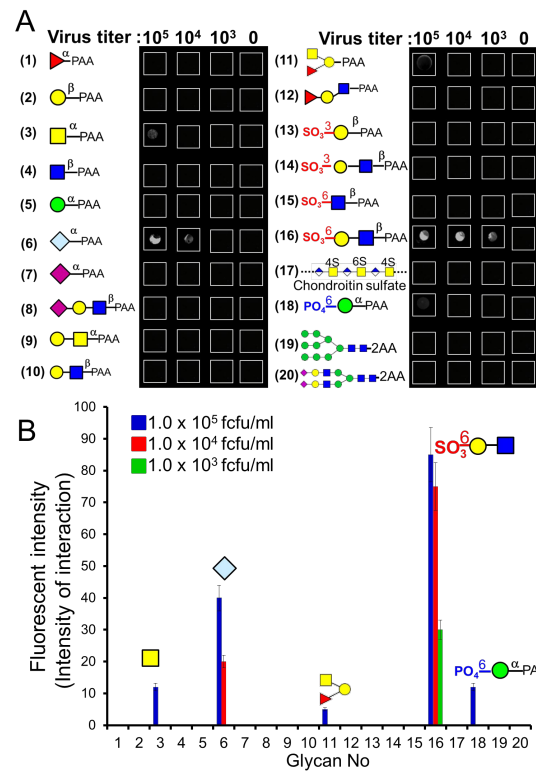 A
Virus titer :10⁵ 10⁴ 10³ 0
(1) α PAA
(2) β PAA
(3) α PAA
(4) β PAA
(5) α PAA
(6) α PAA
(7) α PAA
(8) β PAA
(9) α PAA
(10) β PAA
Virus titer :10⁵ 10⁴ 10³ 0
(11) PAA
(12) PAA
(13) SO₃ 3 β PAA
(14) SO₃ 3 β PAA
(15) SO₃ 6 β PAA
(16) SO₃ 6 β PAA
(17) 4S 6S 4S
Chondroitin sulfate
(18) PO₄ 6 α PAA
(19) 2AA
(20) 2AA
B
1.0 x 10⁵ fcfu/ml
1.0 x 10⁴ fcfu/ml
1.0 x 10³ fcfu/ml
SO₃ 6
PO₄ 6 α PA
Fluorescent intensity
(Intensity of interaction)
100
90
80
70
60
50
40
30
20
10
0
1 2 3 4 5 6 7 8 9 10 11 12 13 14 15 16 17 18 19 20
Glycan No